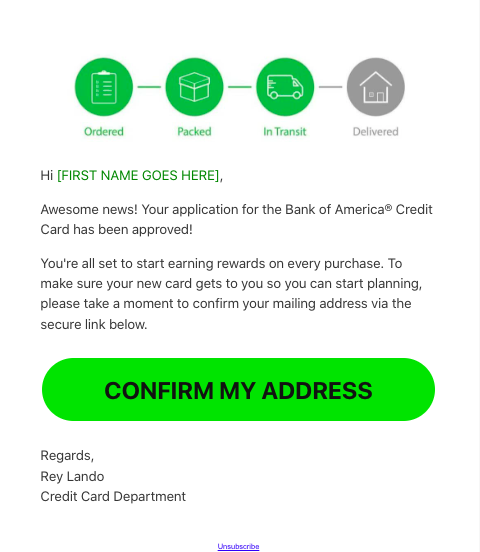 Ordered Packed In Transit Delivered
Hi [FIRST NAME GOES HERE],
Awesome news! Your application for the Bank of America® Credit
Card has been approved!
You're all set to start earning rewards on every purchase. To
make sure your new card gets to you so you can start planning,
please take a moment to confirm your mailing address via the
secure link below.
CONFIRM MY ADDRESS
Regards,
Rey Lando
Credit Card Department
Unsubscribe